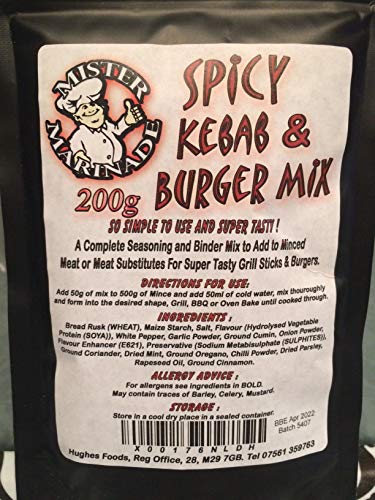 MISTER
MARINADE
200g
SPICY
KEBAB &
BURGER MIX
SO SIMPLE TO USE AND SUPER TASTY !
A Complete Seasoning and Binder Mix to Add to Minced
Meat or Meat Substitutes For Super Tasty Grill Sticks & Burgers.
DIRECTIONS FOR USE:
Add 50g of mix to 500g of Mince and add 50ml of cold water, mix thoroughly
and form into the desired shape, Grill, BBQ or Oven Bake until cooked through.
INGREDIENTS :
Bread Rusk (WHEAT), Maize Starch, Salt, Flavour (Hydrolysed Vegetable
Protein (SOYA)), White Pepper, Garlic Powder, Ground Cumin, Onion Powder,
Flavour Enhancer (E621), Preservative (Sodium Metabisulphate (SULPHITES)),
Ground Coriander, Dried Mint, Ground Oregano, Chilli Powder, Dried Parsley,
Rapeseed Oil, Ground Cinnamon.
ALLERGY ADVICE :
For allergens see ingredients in BOLD.
May contain traces of Barley, Celery, Mustard.
STORAGE :
Store in a cool dry place in a sealed container.
BBE Apr 2022
Batch 5407
X00176NLDH
Hughes Foods, Reg Office, 28, M29 7GB. Tel 07561 359763